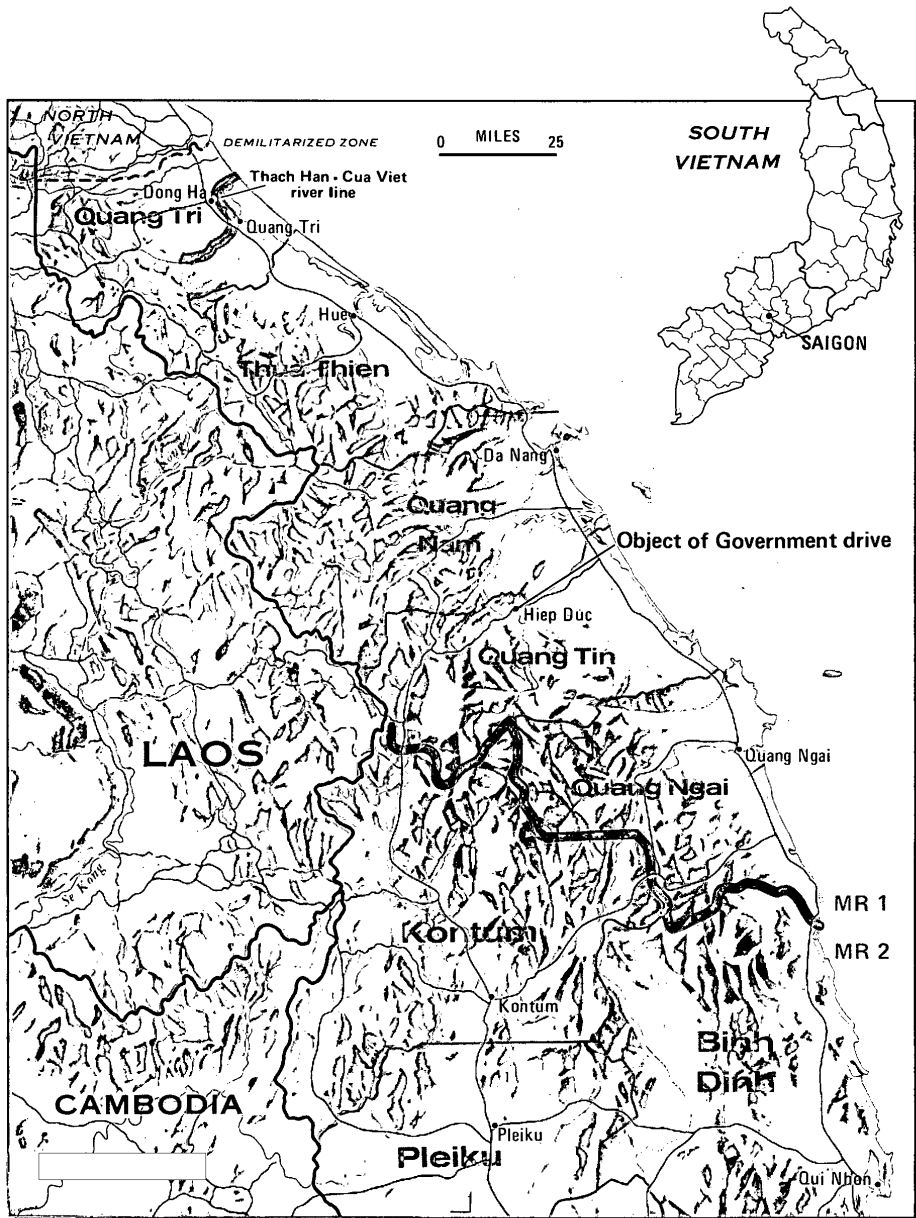 NORTH
VIETNAM
DEMILITARIZED ZONE
0 MILES 25
SOUTH
VIETNAM
Thach Han - Cua Viet
river line
Dong Ha
Quang Tri
Quang Tri
Hue
SAIGON
Thua Thien
Da Nang
Quang
Nam
Object of Government drive
Hiep Duc
Quang Tin
LAOS
Quang Ngai
Quang Ngai
Se Kong
MR 1
Kontum
MR 2
Kontum
Binh
Dinh
CAMBODIA
Pleiku
Pleiku
Qui Nhon